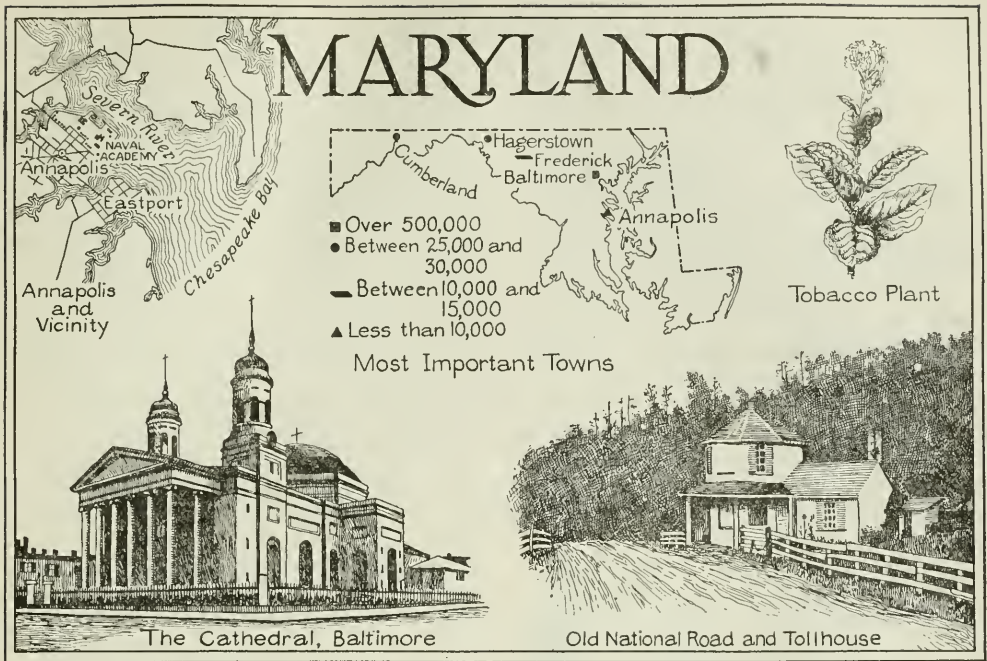 MARYLAND
Severn River
NAVAL
ACADEMY
Annapolis
Eastport
Chesapeake Bay
Annapolis
and
Vicinity
Cumberland
Hagerstown
Frederick
Baltimore
Annapolis
Over 500,000
Between 25,000 and
30,000
Between 10,000 and
15,000
Less than 10,000
Most Important Towns
Tobacco Plant
The Cathedral, Baltimore
Old National Road and Tollhouse